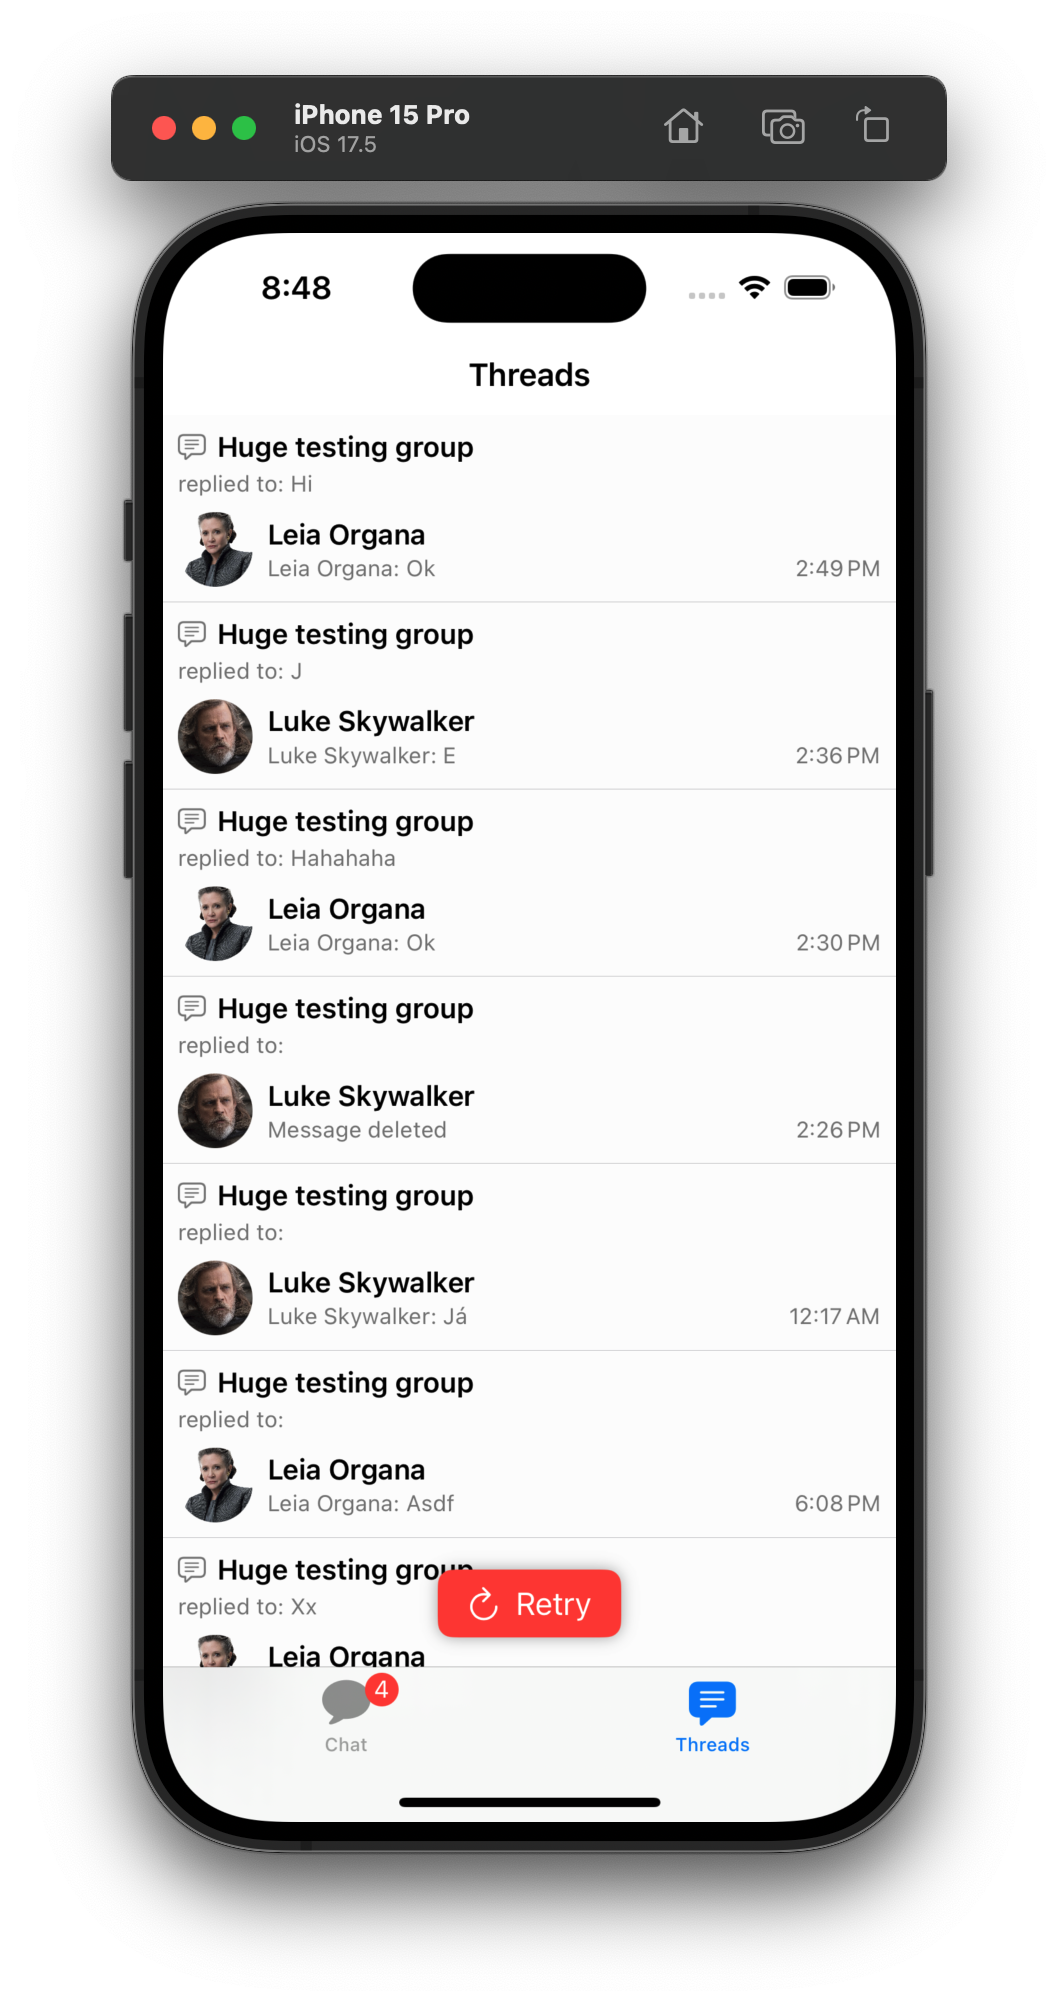 iPhone 15 Pro
iOS 17.5
8:48
Threads
Huge testing group
replied to: Hi
Leia Organa
Leia Organa: Ok 2:49 PM
Huge testing group
replied to: J
Luke Skywalker
Luke Skywalker: E 2:36 PM
Huge testing group
replied to: Hahahaha
Leia Organa
Leia Organa: Ok 2:30 PM
Huge testing group
replied to:
Luke Skywalker
Message deleted 2:26 PM
Huge testing group
replied to:
Luke Skywalker
Luke Skywalker: Já 12:17 AM
Huge testing group
replied to:
Leia Organa
Leia Organa: Asdf 6:08 PM
Huge testing group
replied to: Xx
Retry
Leia Organa
4
Chat Threads